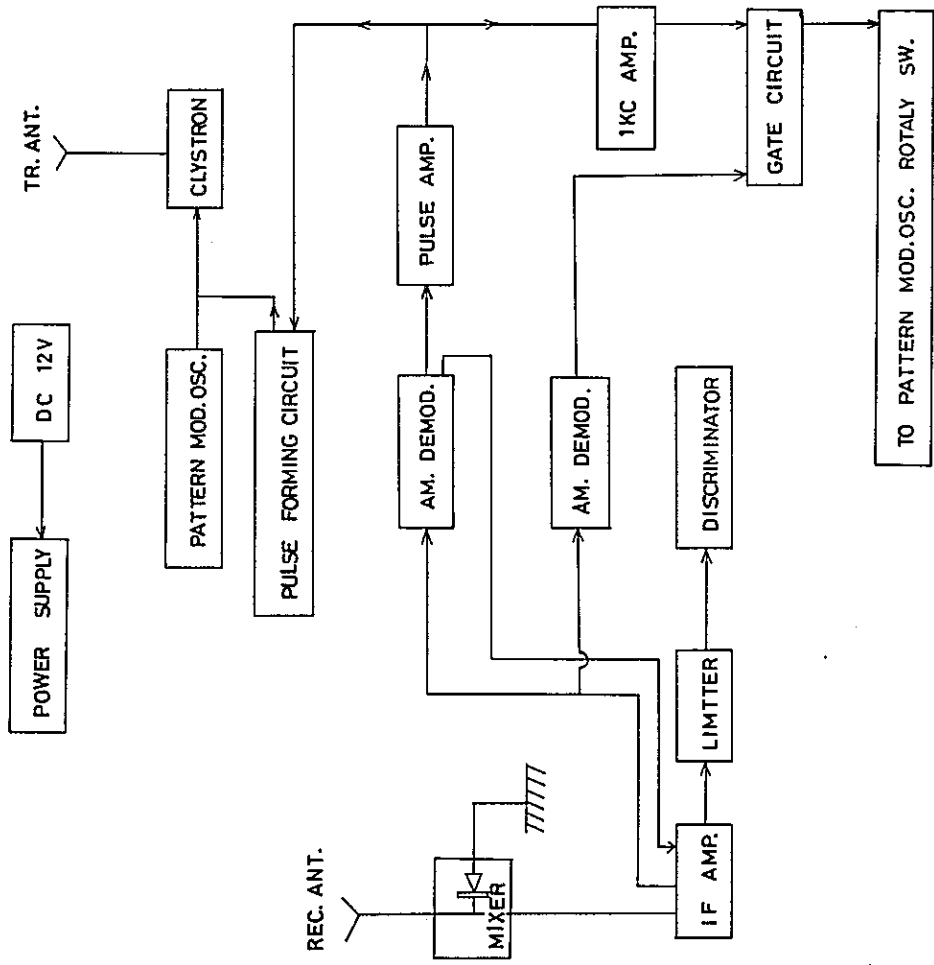 POWER SUPPLY
DC 12V
TR. ANT.
PATTERN MOD.OSC.
CLYSTRON
PULSE FORMING CIRCUIT
REC. ANT.
MIXER
AM. DEMOD.
PULSE AMP.
AM. DEMOD.
1KC AMP.
IF AMP.
LIMTTER
DISCRIMINATOR
GATE CIRCUIT
TO PATTERN MOD.OSC. ROTALY SW.